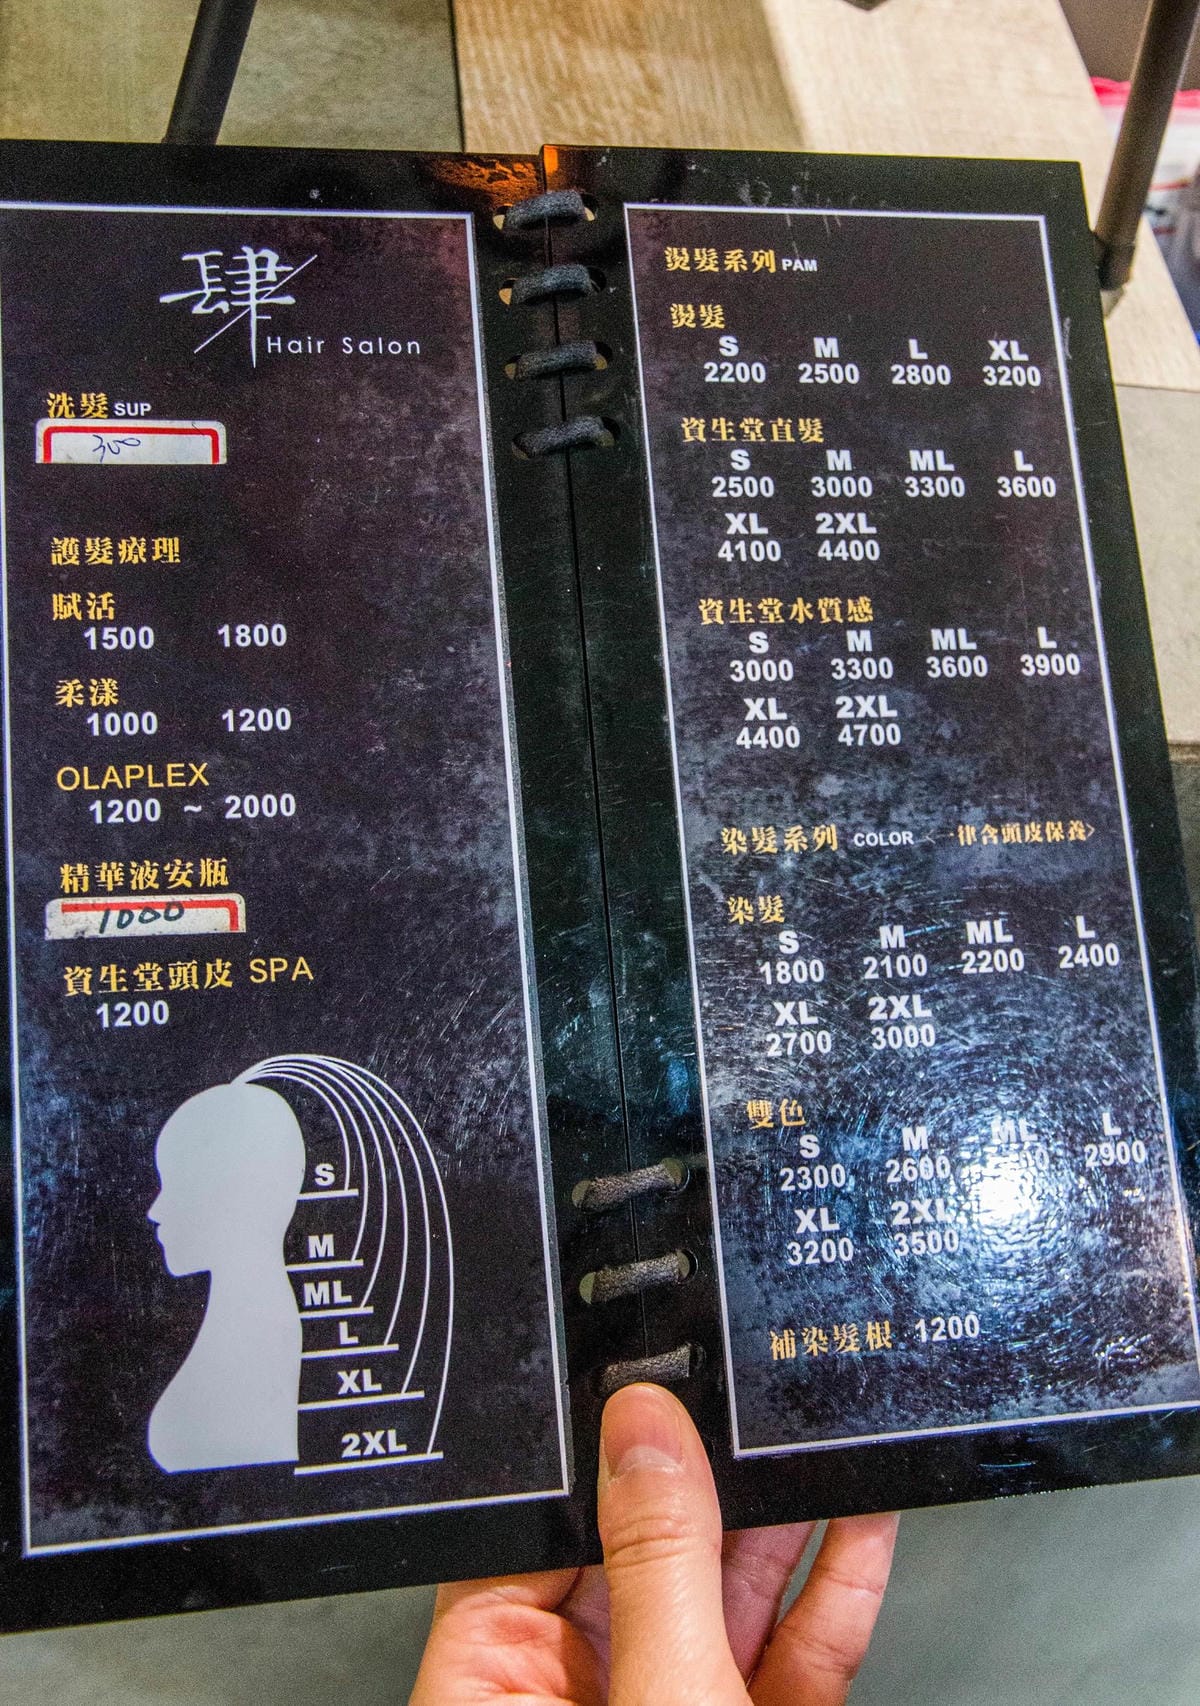 肆
Hair Salon
洗髮 SUP
300
護髮療理
賦活
1500 1800
柔漾
1000 1200
OLAPLEX
1200 ~ 2000
精華液安瓶
1000
資生堂頭皮 SPA
1200
S
M
ML
L
XL
2XL
燙髮系列 PAM
燙髮
S M L XL
2200 2500 2800 3200
資生堂直髮
S M ML L
2500 3000 3300 3600
XL 2XL
4100 4400
資生堂水質感
S M ML L
3000 3300 3600 3900
XL 2XL
4400 4700
染髮系列 COLOR <一律含頭皮保養>
染髮
S M ML L
1800 2100 2200 2400
XL 2XL
2700 3000
雙色
S M ML L
2300 2600 2900
XL 2XL
3200 3500
補染髮根 1200